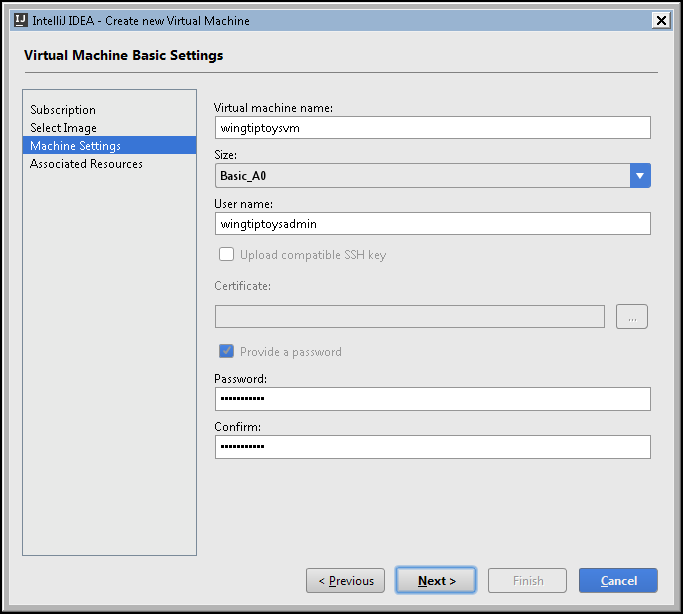 IntelliJ IDEA - Create new Virtual Machine
Virtual Machine Basic Settings
Subscription
Select Image
Machine Settings
Associated Resources
Virtual machine name:
wingtiptoysvm
Size:
Basic_A0
User name:
wingtiptoysadmin
Upload compatible SSH key
Certificate:
...
Provide a password
Password:
•••••••••••
Confirm:
•••••••••••
< Previous
Next >
Finish
Cancel